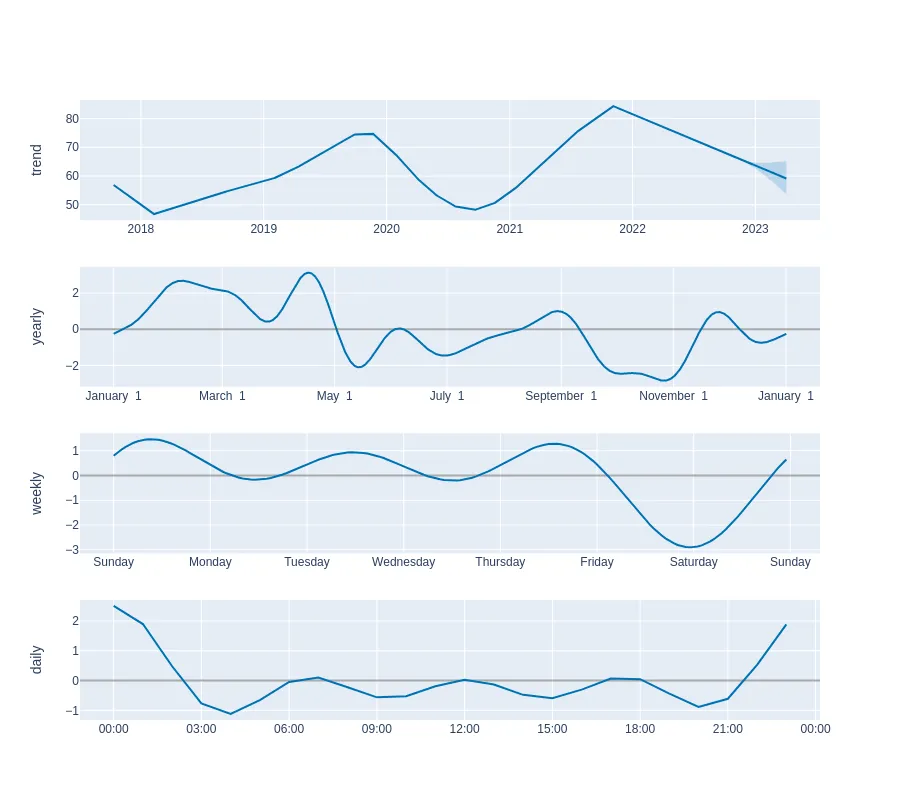 80
70
60
50
trend
2018 2019 2020 2021 2022 2023
2
0
−2
yearly
January 1 March 1 May 1 July 1 September 1 November 1 January 1
1
0
−1
−2
−3
weekly
Sunday Monday Tuesday Wednesday Thursday Friday Saturday Sunday
2
1
0
−1
daily
00:00 03:00 06:00 09:00 12:00 15:00 18:00 21:00 00:00